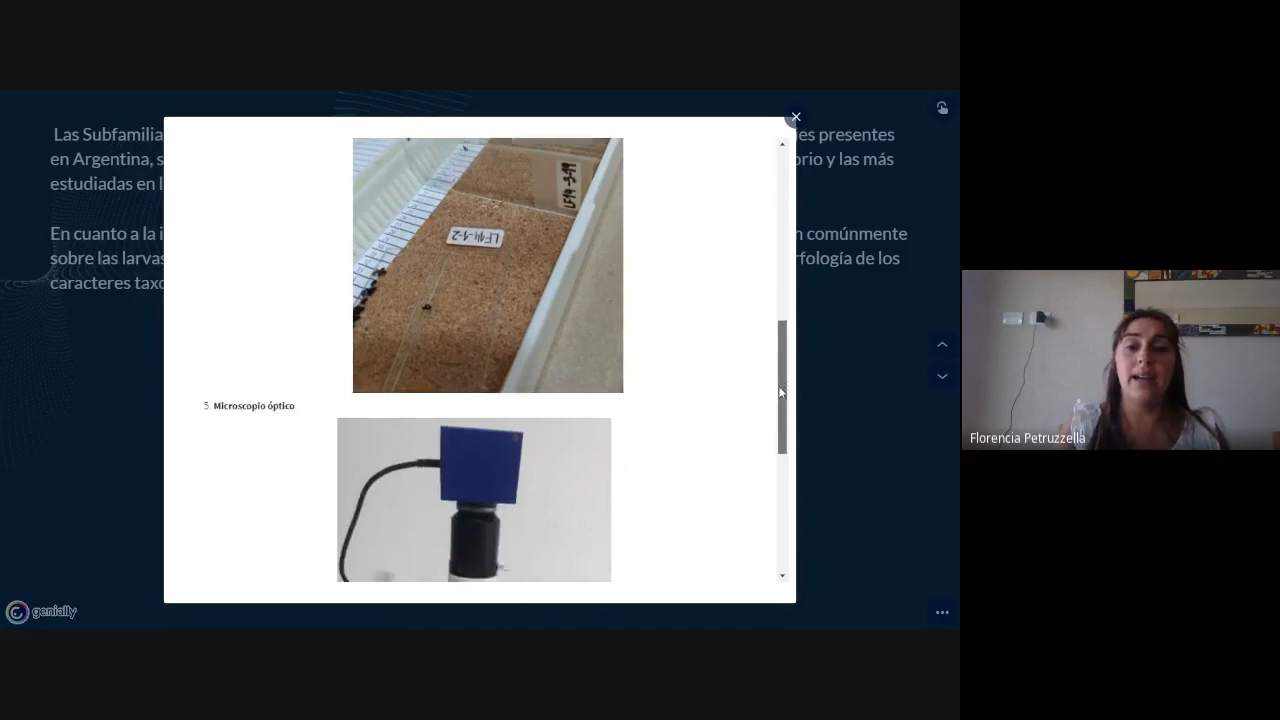 Las Subfamilia
es presentes
en Argentina, s
orio y las más
estudiadas en l
En cuanto a la i
n comúnmente
sobre las larvas
rfología de los
caracteres taxo
LF14-1-2
5. Microscopio óptico
genially
Florencia Petruzzella